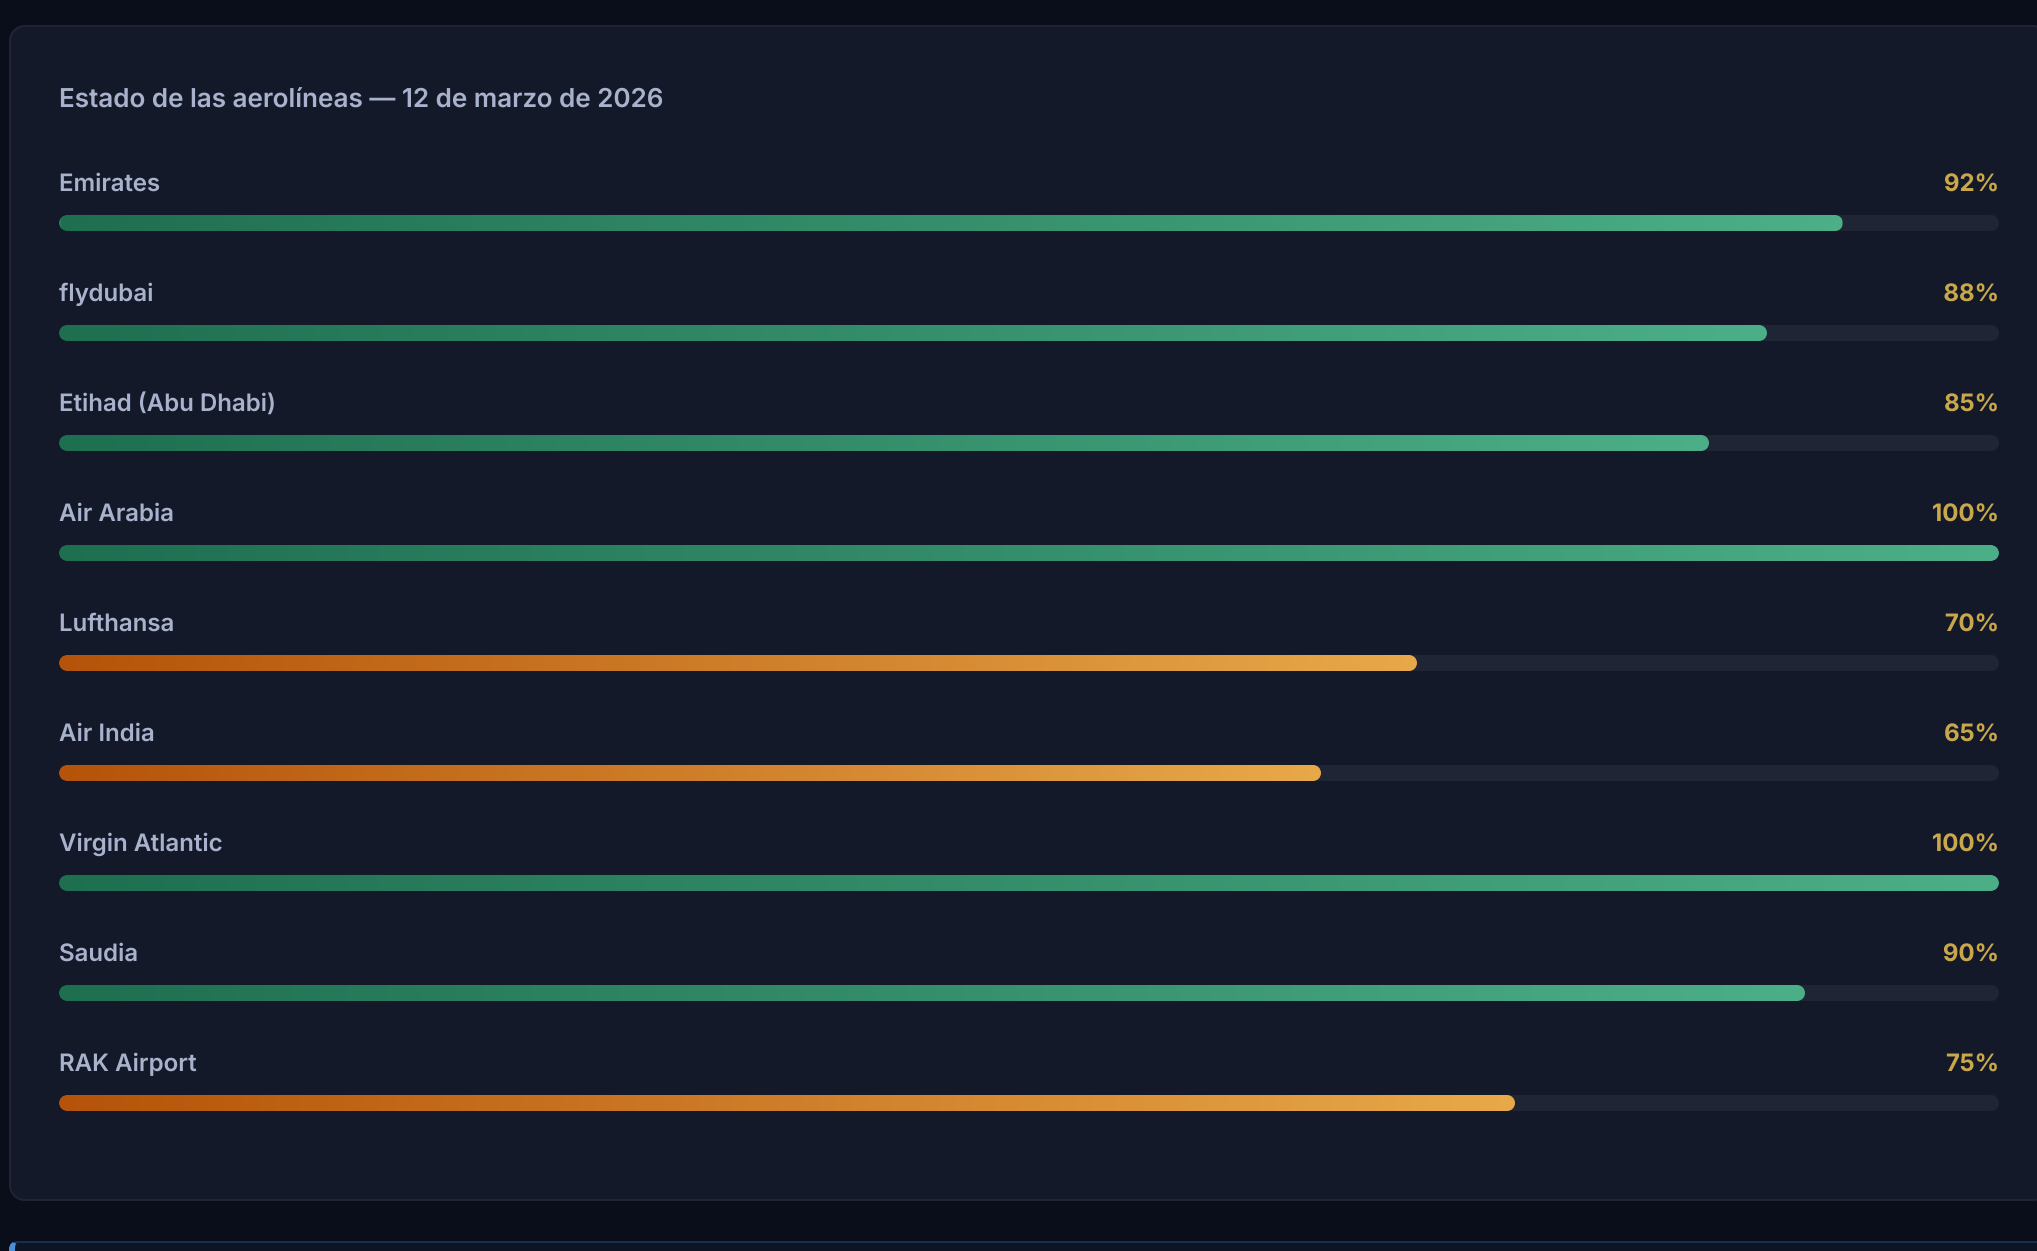 Estado de las aerolíneas — 12 de marzo de 2026
Emirates 92%
flydubai 88%
Etihad (Abu Dhabi) 85%
Air Arabia 100%
Lufthansa 70%
Air India 65%
Virgin Atlantic 100%
Saudia 90%
RAK Airport 75%